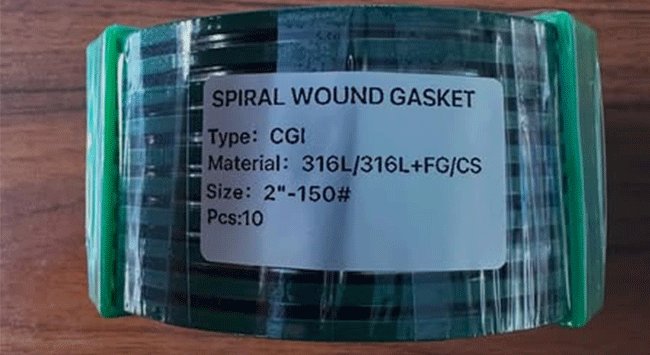 SPIRAL WOUND GASKET
Type: CGI
Material: 316L/316L+FG/CS
Size: 2"-150#
Pcs:10